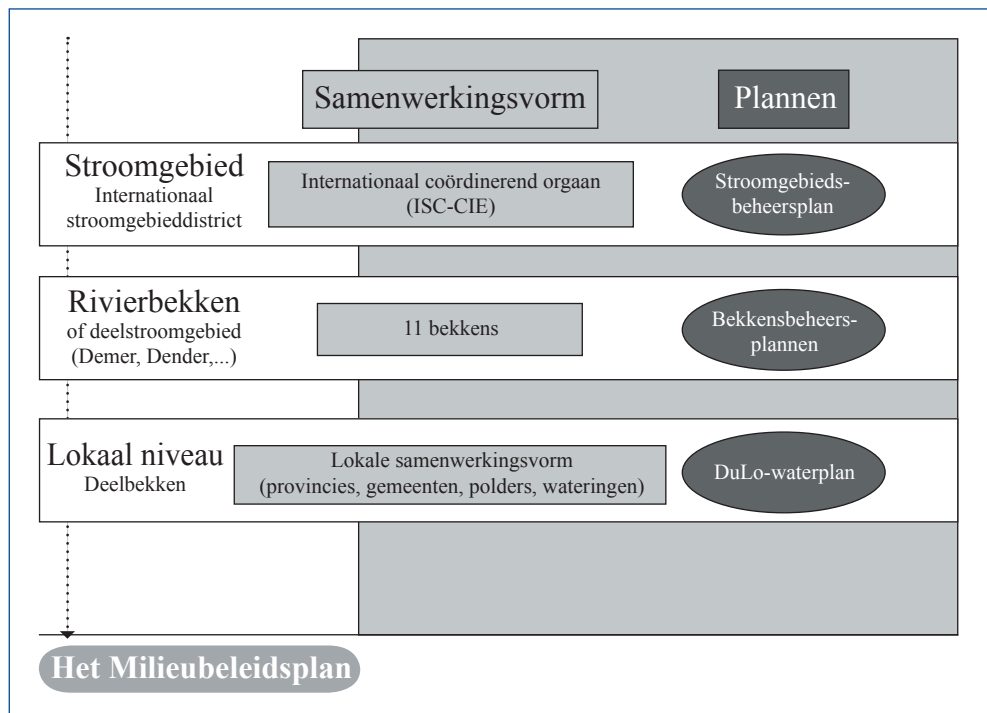 Samenwerkingsvorm
Plannen
Stroomgebied
Internationaal
stroomgebieddistrict
Internationaal coördinerend orgaan
(ISC-CIE)
Stroomgebieds-
beheersplan
Rivierbekken
of deelstroomgebied
(Demer, Dender,...)
11 bekkens
Bekkensbeheers-
plannen
Lokaal niveau
Deelbekken
Lokale samenwerkingsvorm
(provincies, gemeenten, polders, wateringen)
DuLo-waterplan
Het Milieubeleidsplan